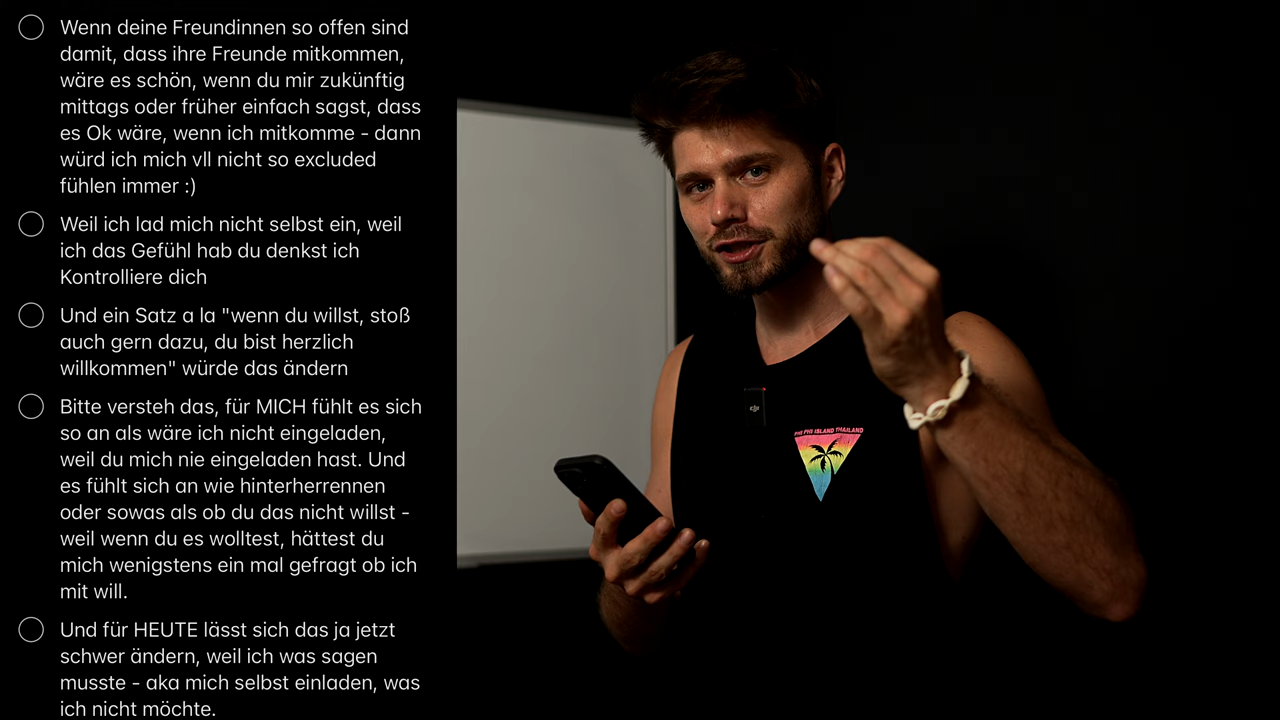 Wenn deine Freundinnen so offen sind
damit, dass ihre Freunde mitkommen,
wäre es schön, wenn du mir zukünftig
mittags oder früher einfach sagst, dass
es Ok wäre, wenn ich mitkomme - dann
würd ich mich vll nicht so excluded
fühlen immer :)
Weil ich lad mich nicht selbst ein, weil
ich das Gefühl hab du denkst ich
Kontrolliere dich
Und ein Satz a la "wenn du willst, stoß
auch gern dazu, du bist herzlich
willkommen" würde das ändern
Bitte versteh das, für MICH fühlt es sich
so an als wäre ich nicht eingeladen,
weil du mich nie eingeladen hast. Und
es fühlt sich an wie hinterherrennen
oder sowas als ob du das nicht willst -
weil wenn du es wolltest, hättest du
mich wenigstens ein mal gefragt ob ich
mit will.
Und für HEUTE lässt sich das ja jetzt
schwer ändern, weil ich was sagen
musste - aka mich selbst einladen, was
ich nicht möchte.
dji
PHI PHI ISLAND THAILAND